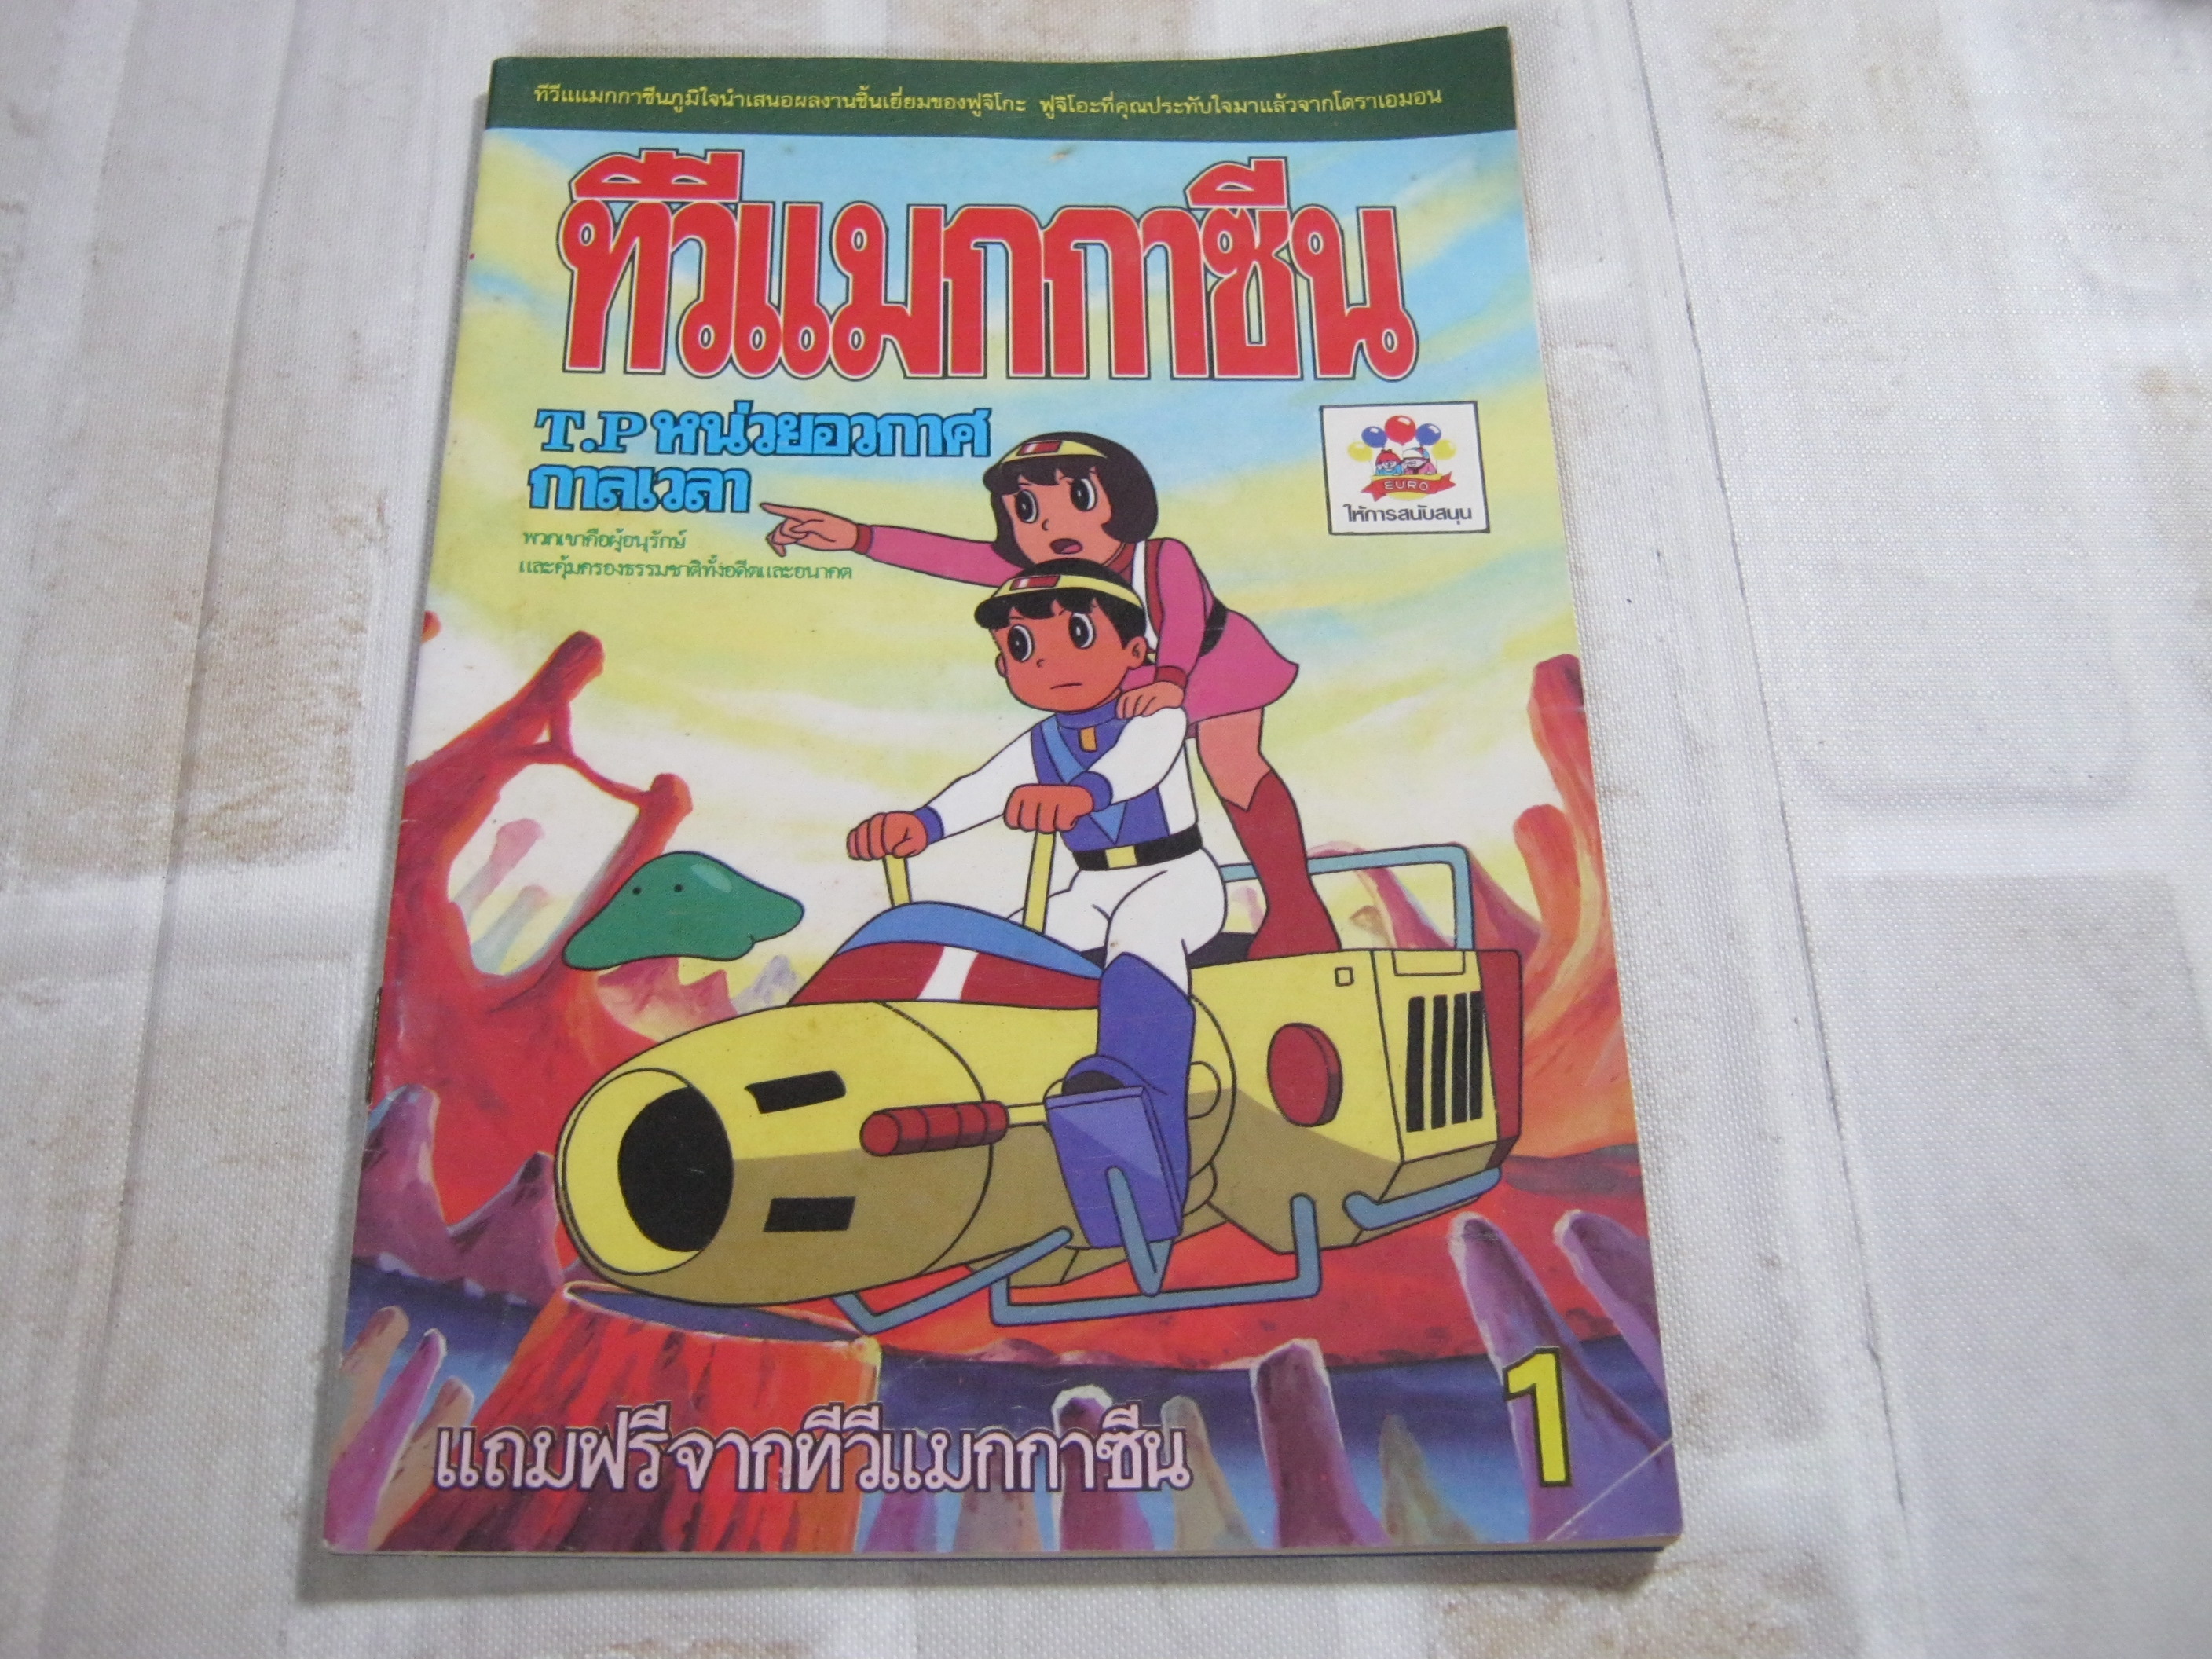 ทีวีแมกกาซีนภูมิใจนำเสนอผลงานชิ้นเยี่ยมของฟูจิโกะ ฟูจิโอะที่คุณประทับใจมาแล้วจากโดราเอมอน
ทีวีแมกกาซีน
T.P หน่วยอวกาศ
กาลเวลา
พวกเขาคือผู้อนุรักษ์
และคุ้มครองธรรมชาติทั้งอดีตและอนาคต
EURO
ให้การสนับสนุน
แถมฟรีจากทีวีแมกกาซีน
1